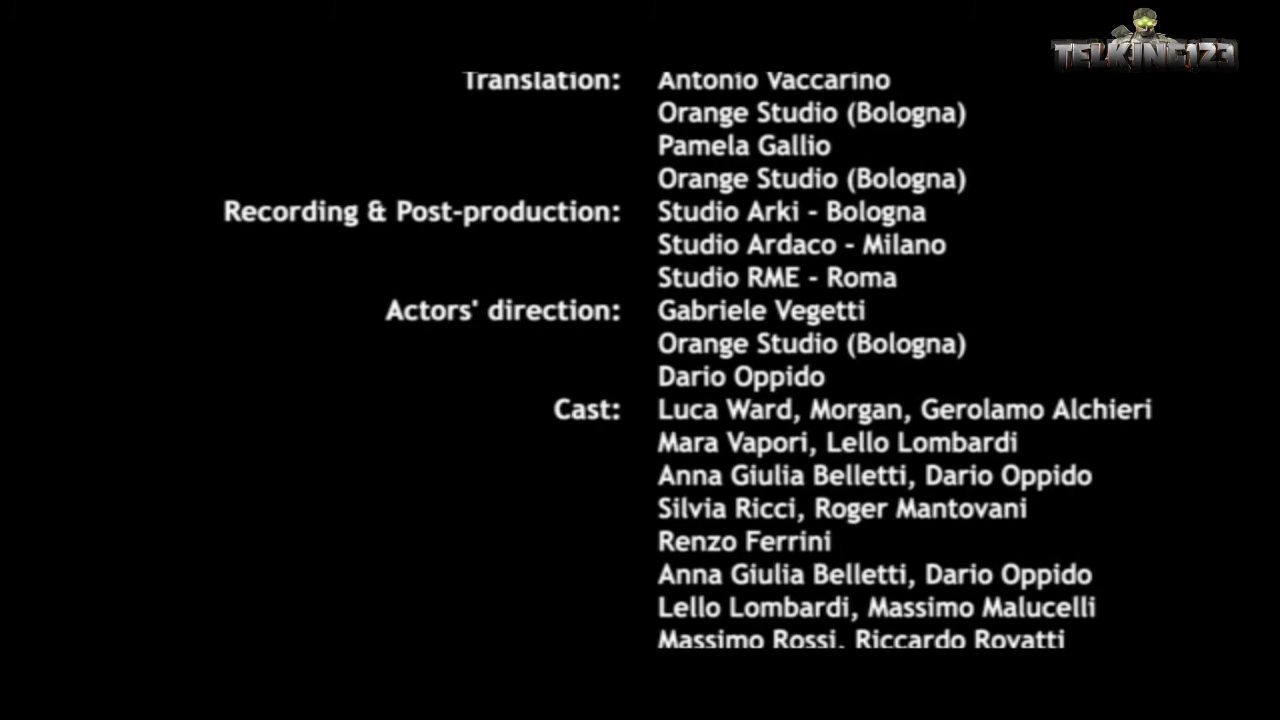 TELKING123
Translation: Antonio Vaccarino
Orange Studio (Bologna)
Pamela Gallio
Orange Studio (Bologna)
Recording & Post-production: Studio Arki - Bologna
Studio Ardaco - Milano
Studio RME - Roma
Actors' direction: Gabriele Vegetti
Orange Studio (Bologna)
Dario Oppido
Cast: Luca Ward, Morgan, Gerolamo Alchieri
Mara Vapori, Lello Lombardi
Anna Giulia Belletti, Dario Oppido
Silvia Ricci, Roger Mantovani
Renzo Ferrini
Anna Giulia Belletti, Dario Oppido
Lello Lombardi, Massimo Malucelli
Massimo Rossi, Riccardo Rovatti